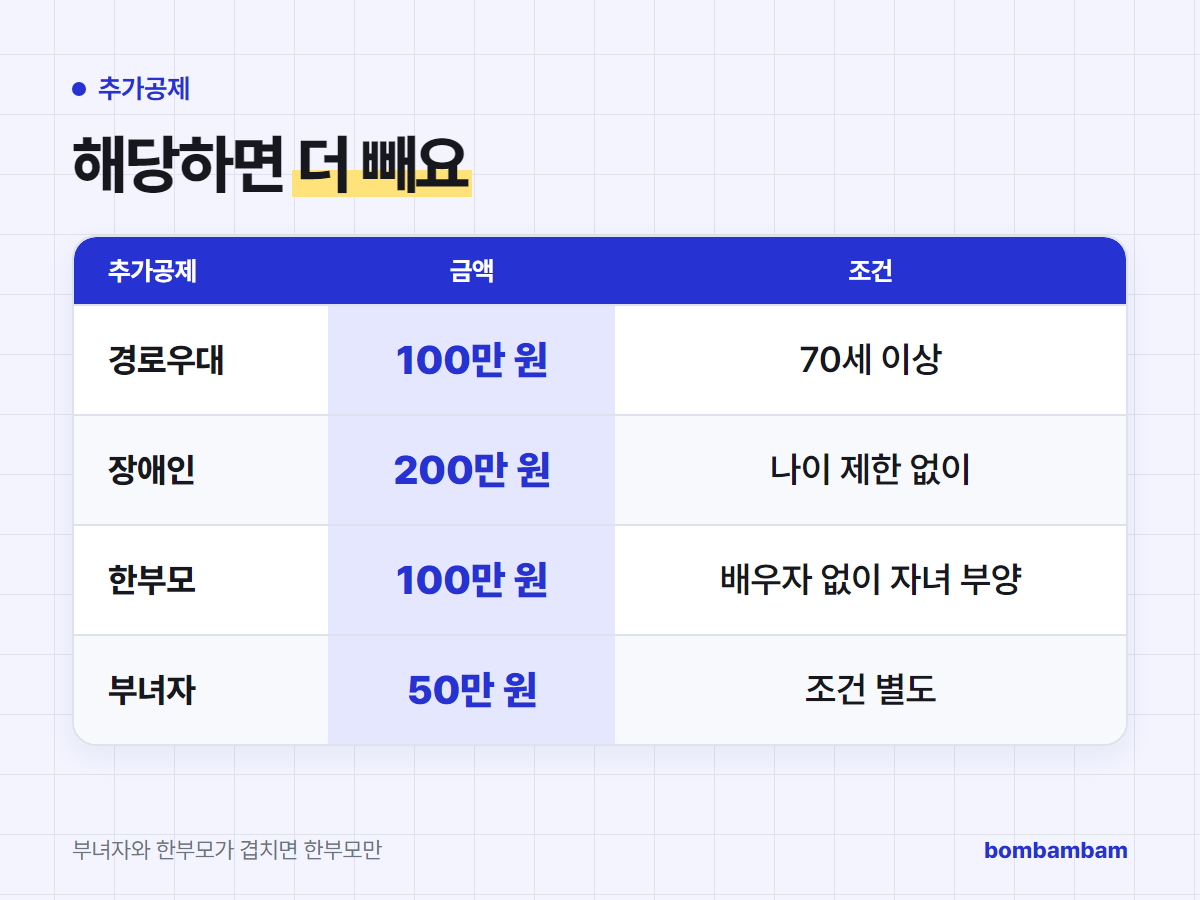 추가공제
해당하면 더 빼요
추가공제 금액 조건
경로우대 100만 원 70세 이상
장애인 200만 원 나이 제한 없이
한부모 100만 원 배우자 없이 자녀 부양
부녀자 50만 원 조건 별도
부녀자와 한부모가 겹치면 한부모만
bombambam